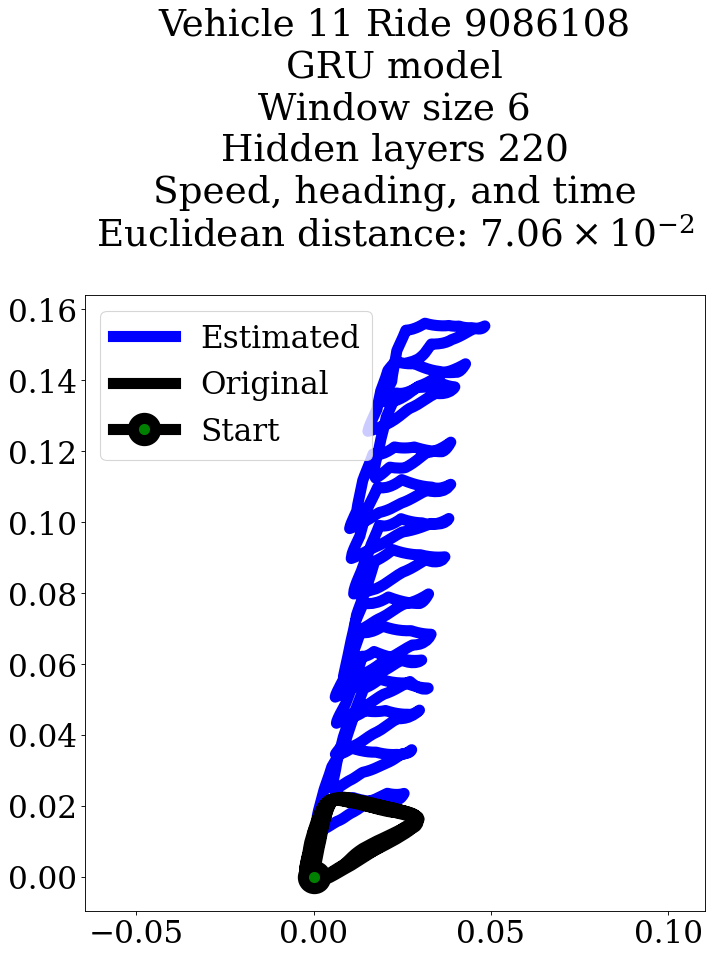 Vehicle 11 Ride 9086108
GRU model
Window size 6
Hidden layers 220
Speed, heading, and time
Euclidean distance: 7.06 × 10⁻²
0.16
0.14
0.12
0.10
0.08
0.06
0.04
0.02
0.00
Estimated
Original
Start
−0.05
0.00
0.05
0.10